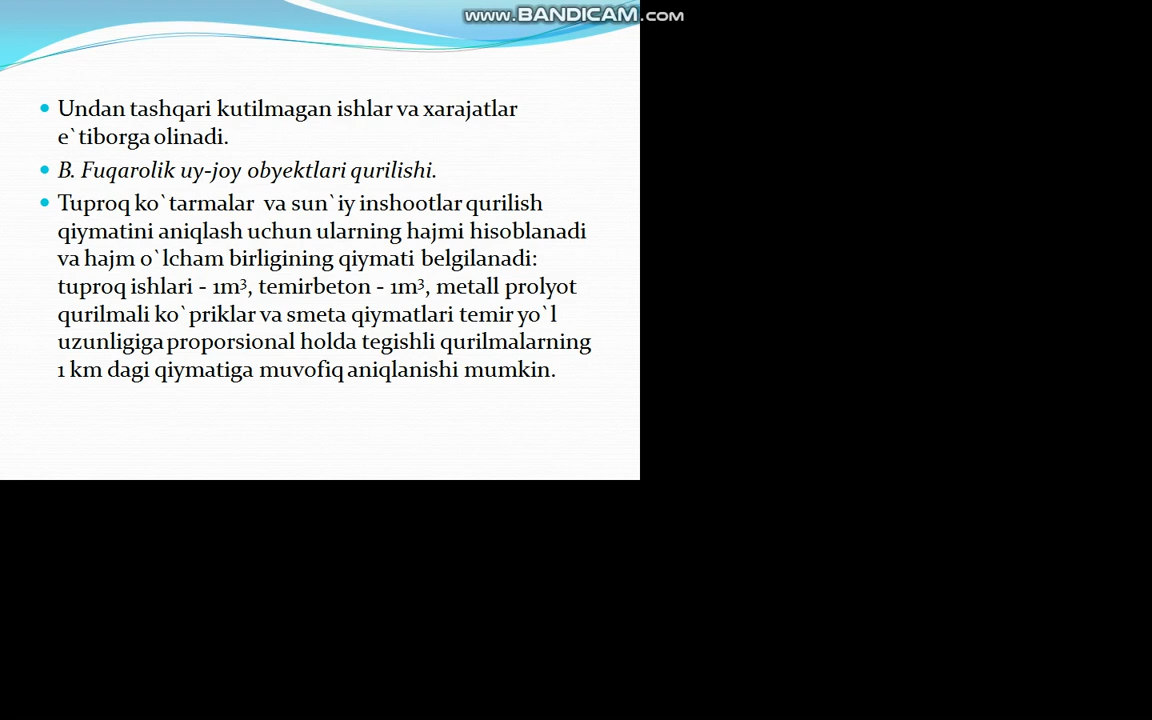 www.BANDICAM.com
Undan tashqari kutilmagan ishlar va xarajatlar
e`tiborga olinadi.
B. Fuqarolik uy-joy obyektlari qurilishi.
Tuproq ko`tarmalar va sun`iy inshootlar qurilish
qiymatini aniqlash uchun ularning hajmi hisoblanadi
va hajm o`lcham birligining qiymati belgilanadi:
tuproq ishlari - 1m³, temirbeton - 1m³, metall prolyot
qurilmali ko`priklar va smeta qiymatlari temir yo`l
uzunligiga proporsional holda tegishli qurilmalarning
1 km dagi qiymatiga muvofiq aniqlanishi mumkin.